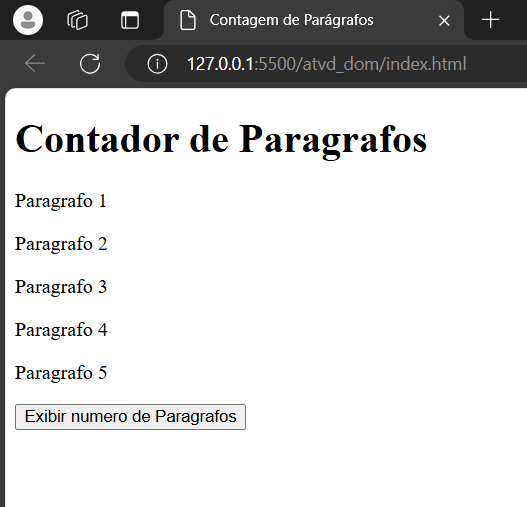 Contagem de Parágrafos
127.0.0.1:5500/atvd_dom/index.html
Contador de Paragrafos
Paragrafo 1
Paragrafo 2
Paragrafo 3
Paragrafo 4
Paragrafo 5
Exibir numero de Paragrafos